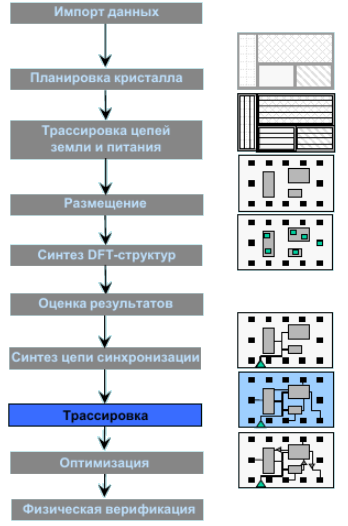 Импорт данных
Планировка кристалла
Трассировка цепей
земли и питания
Размещение
Синтез DFT-структур
Оценка результатов
Синтез цепи синхронизации
Трассировка
Оптимизация
Физическая верификация